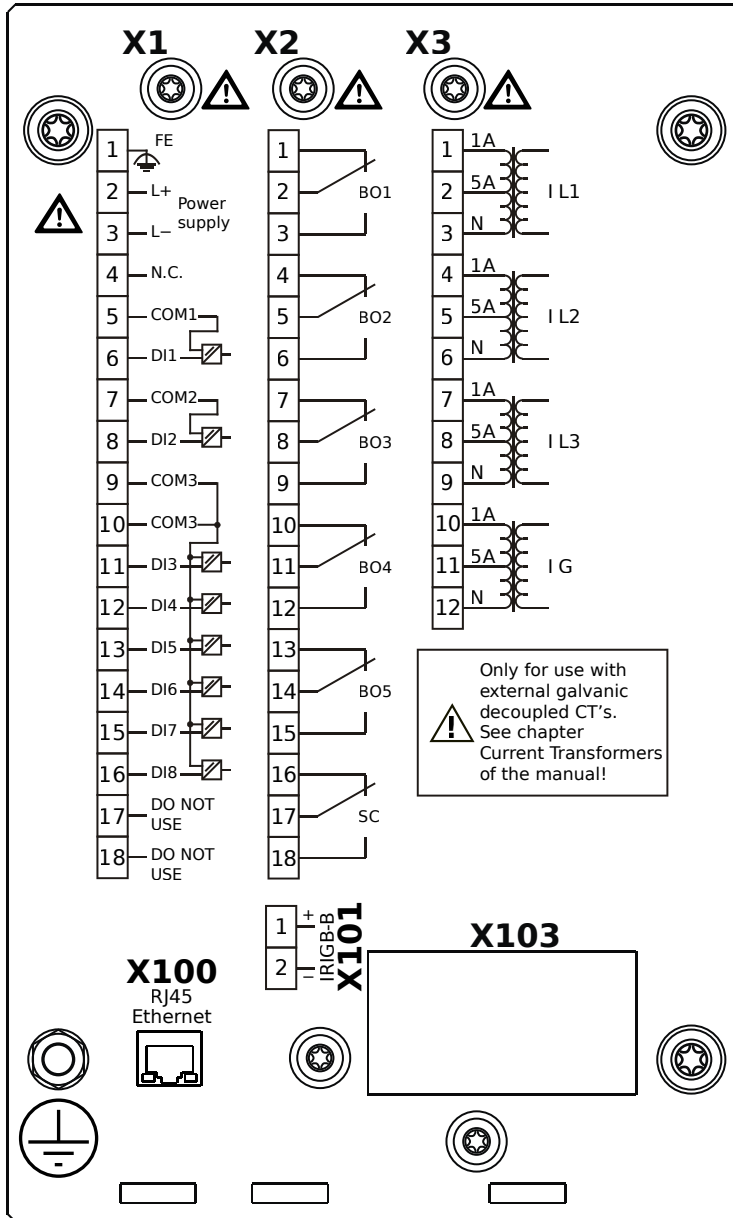 X1
X2
X3
1 FE
2 L+
Power
supply
3 L−
4 N.C.
5 COM1
6 DI1
7 COM2
8 DI2
9 COM3
10 COM3
11 DI3
12 DI4
13 DI5
14 DI6
15 DI7
16 DI8
17 DO NOT
USE
18 DO NOT
USE
1
2 BO1
3
4
5 BO2
6
7
8 BO3
9
10
11 BO4
12
13
14 BO5
15
16
17 SC
18
1 1A
2 5A I L1
3 N
4 1A
5 5A I L2
6 N
7 1A
8 5A I L3
9 N
10 1A
11 5A I G
12 N
Only for use with
external galvanic
decoupled CT's.
See chapter
Current Transformers
of the manual!
1 +
2 −
IRIGB-B
X101
X103
X100
RJ45
Ethernet